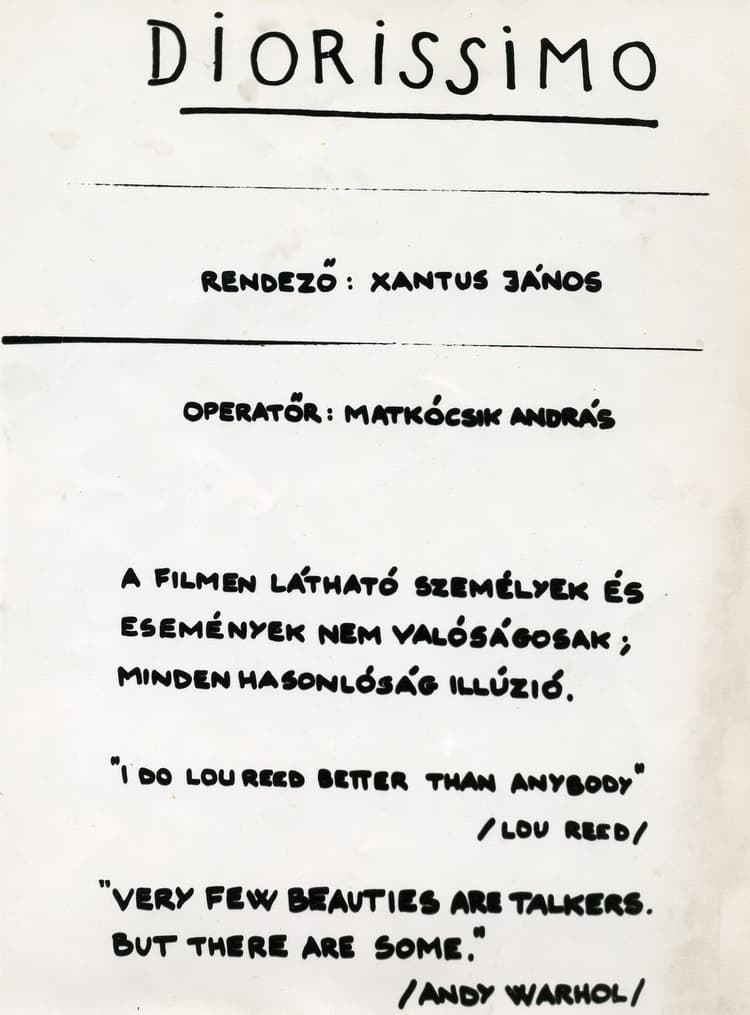 DIORISSIMO
RENDEZŐ: XANTUS JÁNOS
OPERATŐR: MATKÓCSIK ANDRÁS
A FILMEN LÁTHATÓ SZEMÉLYEK ÉS
ESEMÉNYEK NEM VALÓSÁGOSAK;
MINDEN HASONLÓSÁG ILLÚZIÓ.
"I DO LOU REED BETTER THAN ANYBODY"
/LOU REED/
"VERY FEW BEAUTIES ARE TALKERS.
BUT THERE ARE SOME."
/ANDY WARHOL/